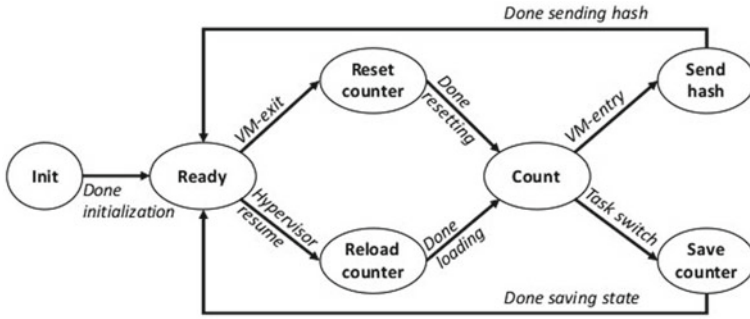 Done sending hash
Reset
counter
Send
hash
VM-exit
Done
resetting
VM-entry
Init
Ready
Count
Done
initialization
Hypervisor
resume
Done
loading
Task switch
Reload
counter
Save
counter
Done saving state